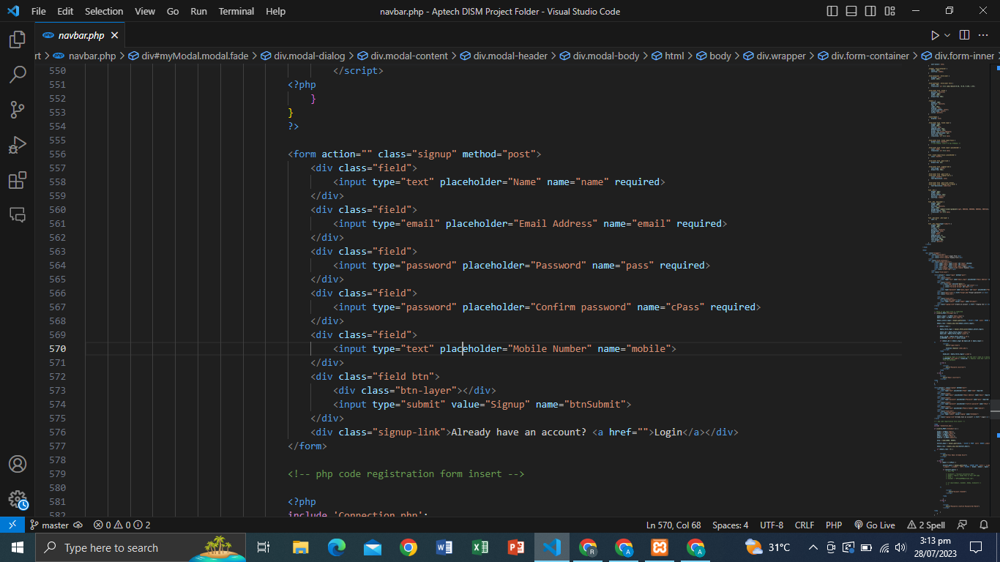 File Edit Selection View Go Run Terminal Help
navbar.php - Aptech DISM Project Folder - Visual Studio Code
php navbar.php
rt > php navbar.php > div#myModal.modal.fade > div.modal-dialog > div.modal-content > div.modal-header > div.modal-body > html > body > div.wrapper > div.form-container > div.form-inner
550 </script>
551 <?php
552 }
553 }
554 ?>
555
556 <form action="" class="signup" method="post">
557 <div class="field">
558 <input type="text" placeholder="Name" name="name" required>
559 </div>
560 <div class="field">
561 <input type="email" placeholder="Email Address" name="email" required>
562 </div>
563 <div class="field">
564 <input type="password" placeholder="Password" name="pass" required>
565 </div>
566 <div class="field">
567 <input type="password" placeholder="Confirm password" name="cPass" required>
568 </div>
569 <div class="field">
570 <input type="text" placeholder="Mobile Number" name="mobile">
571 </div>
572 <div class="field btn">
573 <div class="btn-layer"></div>
574 <input type="submit" value="Signup" name="btnSubmit">
575 </div>
576 <div class="signup-link">Already have an account? <a href="">Login</a></div>
577 </form>
578
579 <!-- php code registration form insert -->
580
581 <?php
582 include 'Connection.php';
master 0 0 2
Ln 570, Col 68 Spaces: 4 UTF-8 CRLF PHP Go Live 2 Spell
Type here to search
31°C
3:13 pm
28/07/2023